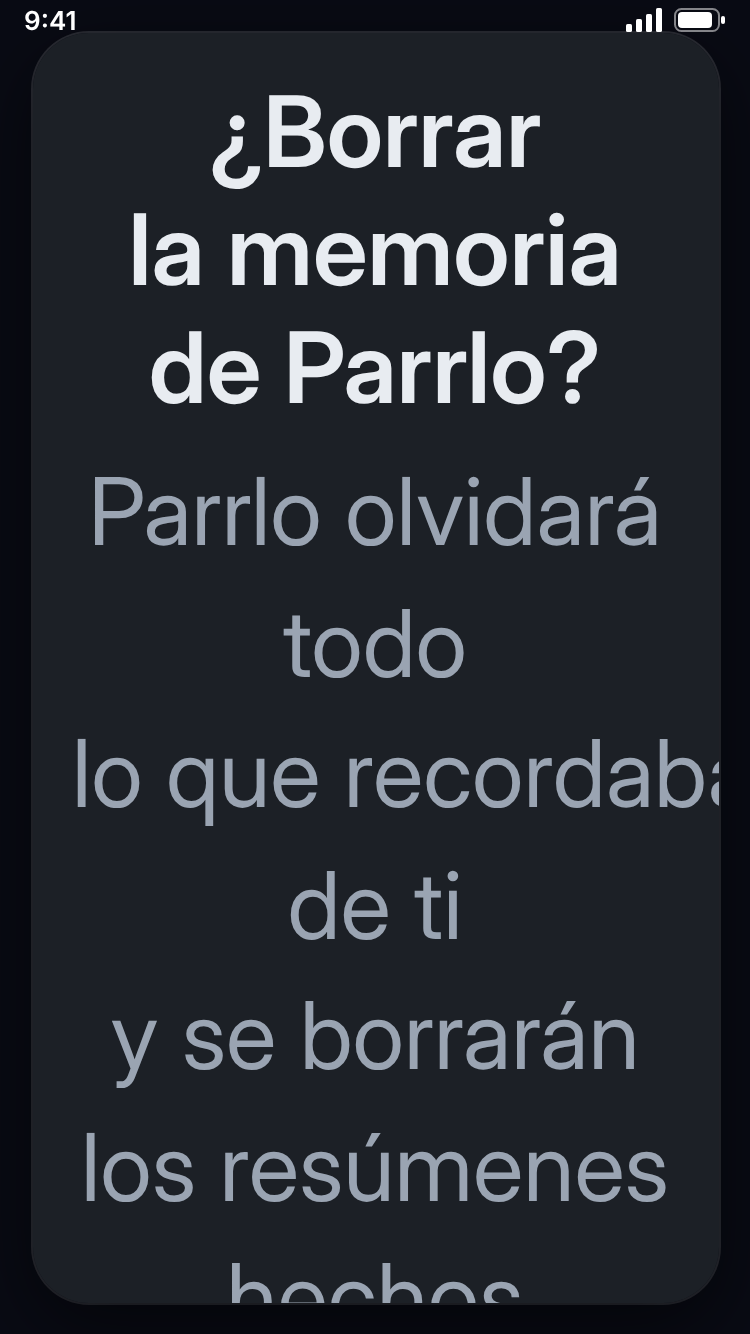 9:41
¿Borrar
la memoria
de Parrlo?
Parrlo olvidará
todo
lo que recordaba
de ti
y se borrarán
los resúmenes
hechos